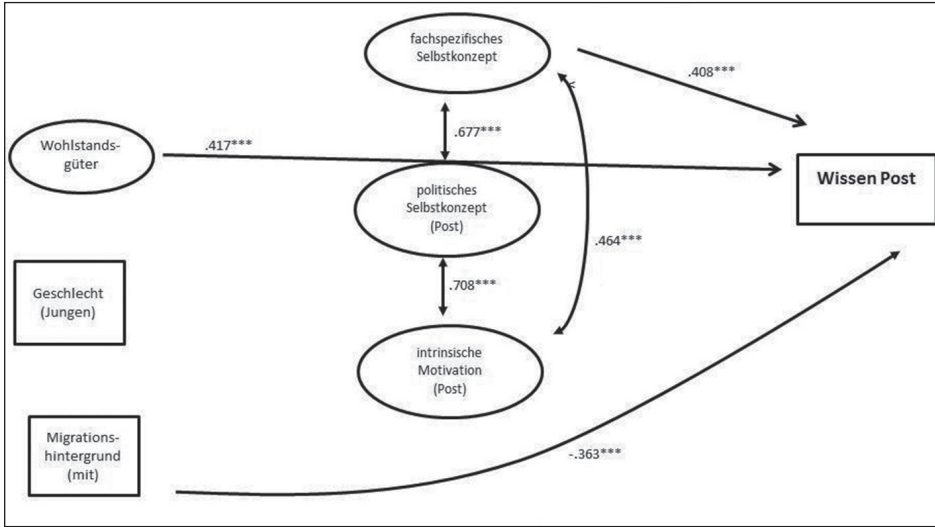 fachspezifisches
Selbstkonzept
.408***
Wohlstands-
güter
.417***
.677***
Wissen Post
politisches
Selbstkonzept
(Post)
.464***
Geschlecht
(Jungen)
.708***
intrinsische
Motivation
(Post)
Migrations-
hintergrund
(mit)
-.363***